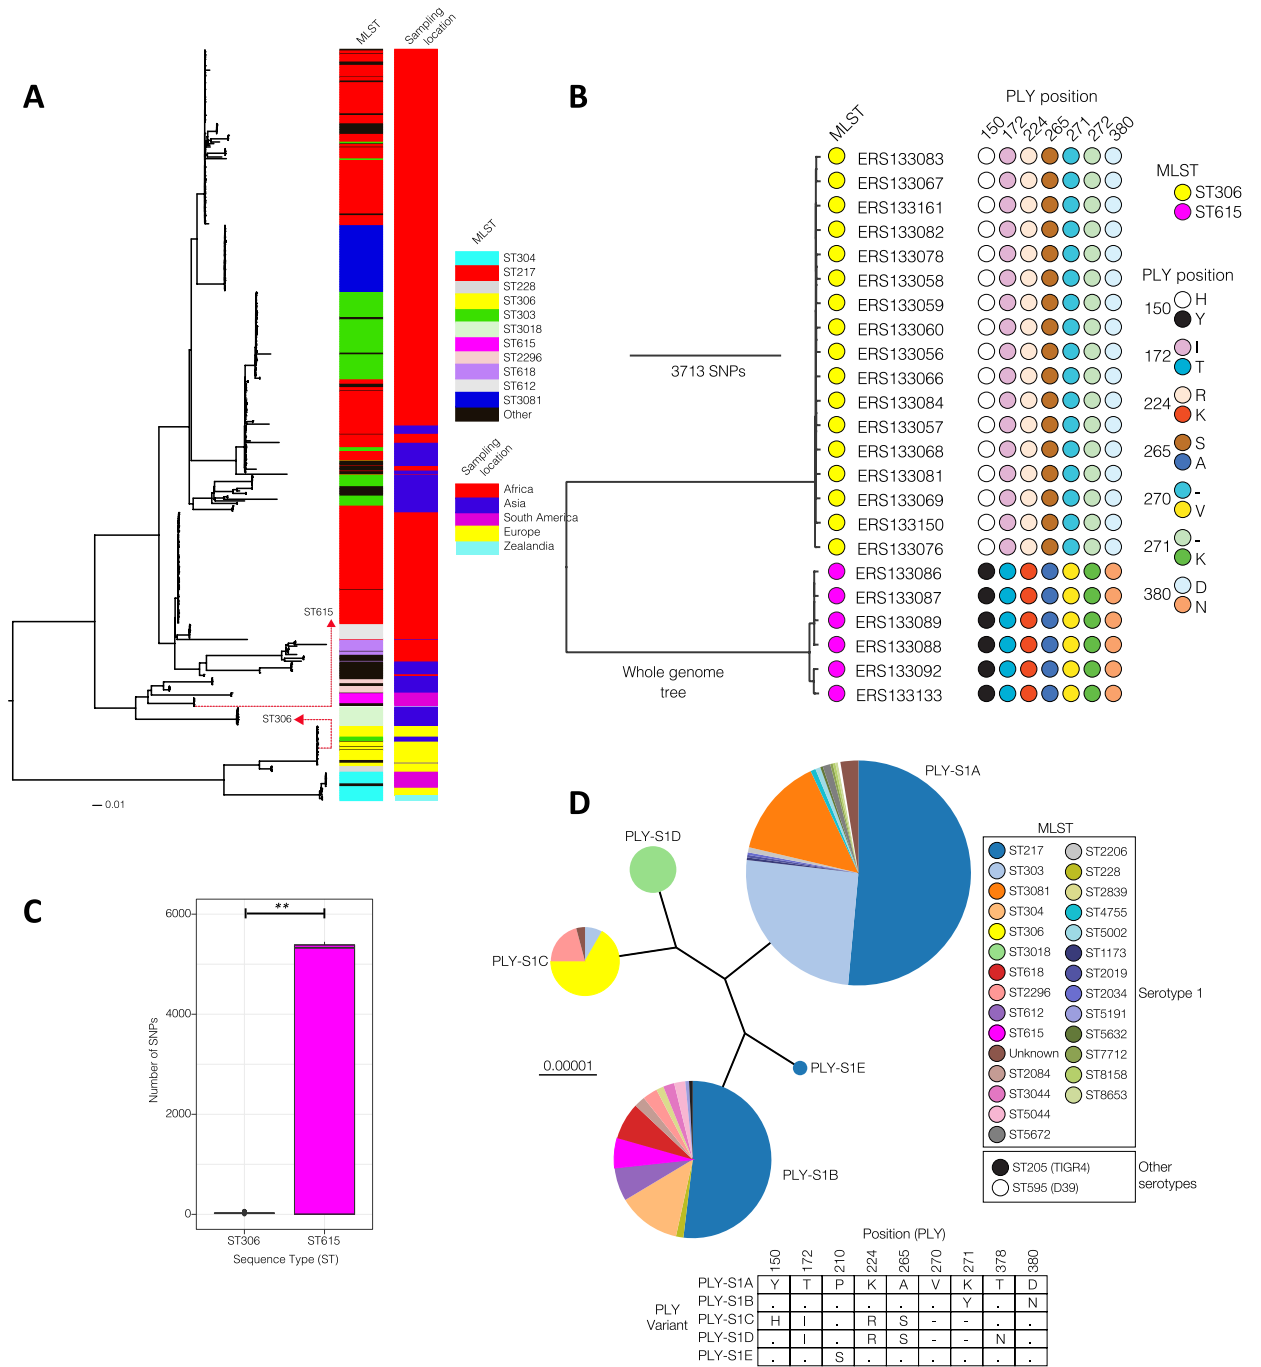 A
MLST
Sampling
location
ST615
ST306
0.01
MLST
ST304
ST217
ST228
ST306
ST303
ST3018
ST615
ST2296
ST618
ST612
ST3081
Other
Sampling
location
Africa
Asia
South America
Europe
Zealandia
B
MLST
PLY position
150
172
224
265
271
272
380
ERS133083
ERS133067
ERS133161
ERS133082
ERS133078
ERS133058
ERS133059
ERS133060
ERS133056
ERS133066
ERS133084
ERS133057
ERS133068
ERS133081
ERS133069
ERS133150
ERS133076
ERS133086
ERS133087
ERS133089
ERS133088
ERS133092
ERS133133
3713 SNPs
Whole genome
tree
MLST
ST306
ST615
PLY position
150 H
Y
172 I
T
224 R
K
265 S
A
270 -
V
271 -
K
380 D
N
C
Number of SNPs
6000
4000
2000
0
**
ST306 ST615
Sequence Type (ST)
D
PLY-S1A
PLY-S1D
PLY-S1C
PLY-S1E
PLY-S1B
0.00001
MLST
ST217
ST303
ST3081
ST304
ST306
ST3018
ST618
ST2296
ST612
ST615
Unknown
ST2084
ST3044
ST5044
ST5672
ST2206
ST228
ST2839
ST4755
ST5002
ST1173
ST2019
ST2034
ST5191
ST5632
ST7712
ST8158
ST8653
Serotype 1
ST205 (TIGR4)
ST595 (D39)
Other
serotypes
Position (PLY)
150 172 210 224 265 270 271 378 380
PLY Variant
PLY-S1A Y T P K A V K T D
PLY-S1B . . . . . . Y . N
PLY-S1C H I . R S - - . .
PLY-S1D . I . R S - - N .
PLY-S1E . . S . . . . . .